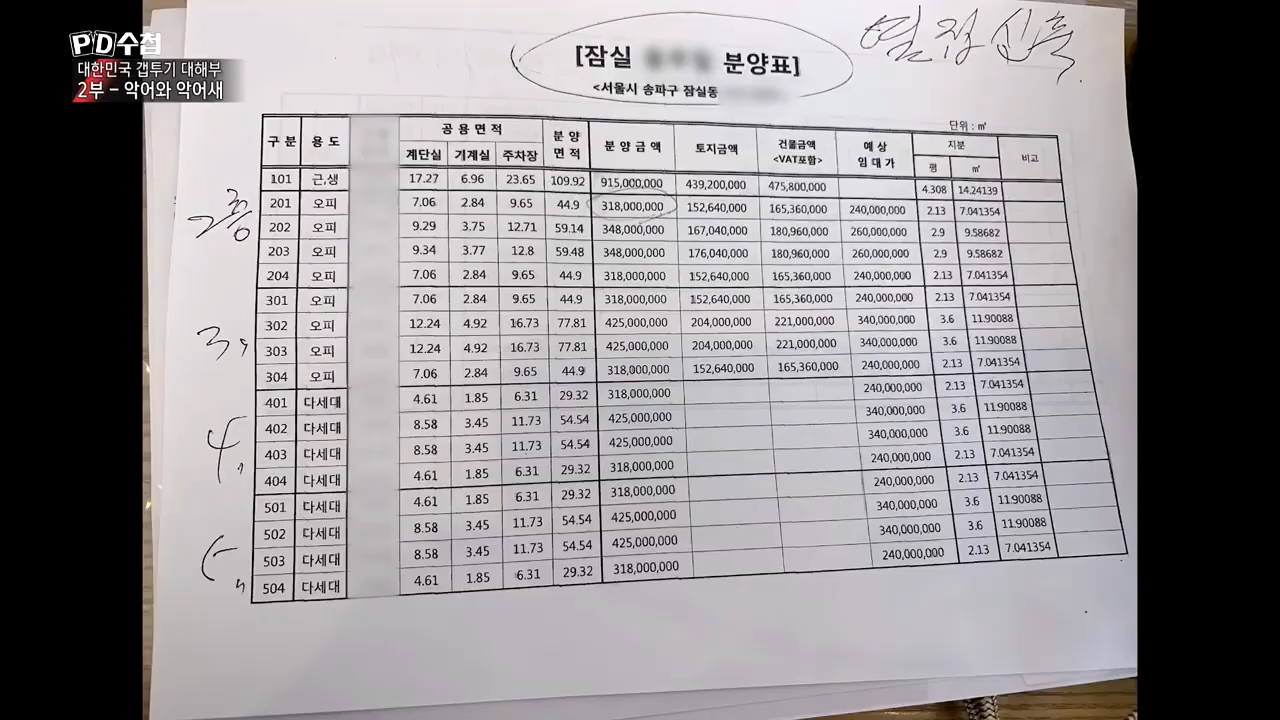 PD수첩
대한민국 갭투기 대해부
2부 - 악어와 악어새
[잠실 분양표]
<서울시 송파구 잠실동
단위 : ㎡
구 분 용 도 공 용 면 적 분 양 면 적 분 양 금 액 토지금액 건물금액 <VAT포함> 예 상 임 대 가 지분 비고
계단실 기계실 주차장 평 ㎡
101 근,생 17.27 6.96 23.65 109.92 915,000,000 439,200,000 475,800,000 4.308 14.24139
2층
201 오피 7.06 2.84 9.65 44.9 318,000,000 152,640,000 165,360,000 240,000,000 2.13 7.041354
202 오피 9.29 3.75 12.71 59.14 348,000,000 167,040,000 180,960,000 260,000,000 2.9 9.58682
203 오피 9.34 3.77 12.8 59.48 348,000,000 176,040,000 180,960,000 260,000,000 2.9 9.58682
204 오피 7.06 2.84 9.65 44.9 318,000,000 152,640,000 165,360,000 240,000,000 2.13 7.041354
301 오피 7.06 2.84 9.65 44.9 318,000,000 152,640,000 165,360,000 240,000,000 2.13 7.041354
3〃
302 오피 12.24 4.92 16.73 77.81 425,000,000 204,000,000 221,000,000 340,000,000 3.6 11.90088
303 오피 12.24 4.92 16.73 77.81 425,000,000 204,000,000 221,000,000 340,000,000 3.6 11.90088
304 오피 7.06 2.84 9.65 44.9 318,000,000 152,640,000 165,360,000 240,000,000 2.13 7.041354
401 다세대 4.61 1.85 6.31 29.32 318,000,000 240,000,000 2.13 7.041354
4〃
402 다세대 8.58 3.45 11.73 54.54 425,000,000 340,000,000 3.6 11.90088
403 다세대 8.58 3.45 11.73 54.54 425,000,000 340,000,000 3.6 11.90088
404 다세대 4.61 1.85 6.31 29.32 318,000,000 240,000,000 2.13 7.041354
501 다세대 4.61 1.85 6.31 29.32 318,000,000 240,000,000 2.13 7.041354
502 다세대 8.58 3.45 11.73 54.54 425,000,000 340,000,000 3.6 11.90088
5〃
503 다세대 8.58 3.45 11.73 54.54 425,000,000 340,000,000 3.6 11.90088
504 다세대 4.61 1.85 6.31 29.32 318,000,000 240,000,000 2.13 7.041354